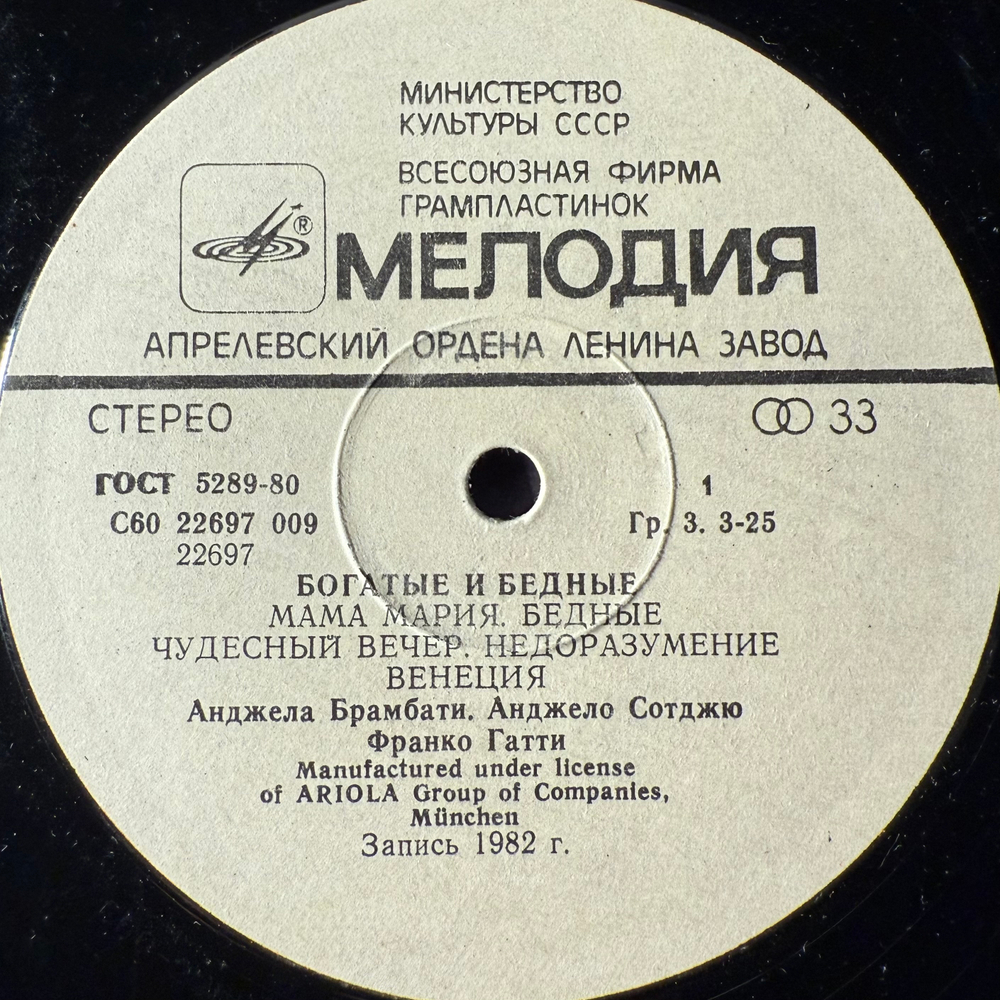 МИНИСТЕРСТВО
КУЛЬТУРЫ СССР
ВСЕСОЮЗНАЯ ФИРМА
ГРАМПЛАСТИНОК
®
МЕЛОДИЯ
АПРЕЛЕВСКИЙ ОРДЕНА ЛЕНИНА ЗАВОД
СТЕРЕО 33
ГОСТ 5289-80 1
С60 22697 009 Гр. 3. 3-25
22697
БОГАТЫЕ И БЕДНЫЕ
МАМА МАРИЯ. БЕДНЫЕ
ЧУДЕСНЫЙ ВЕЧЕР. НЕДОРАЗУМЕНИЕ
ВЕНЕЦИЯ
Анджела Брамбати. Анджело Сотджю
Франко Гатти
Manufactured under license
of ARIOLA Group of Companies,
München
Запись 1982 г.